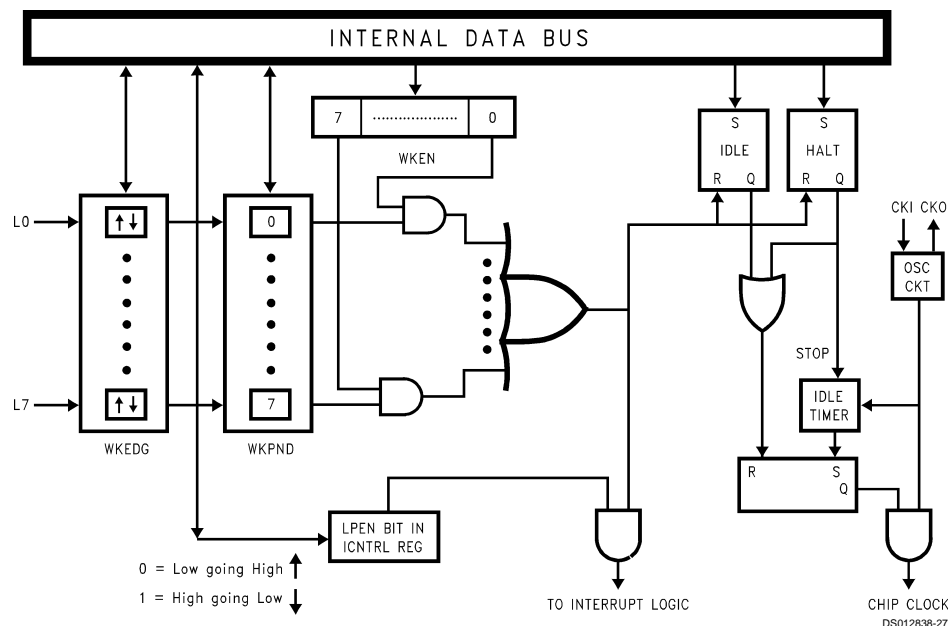 INTERNAL DATA BUS
7 0
WKEN
S S
IDLE HALT
R Q R Q
CKI CKO
L0
0
OSC
CKT
STOP
IDLE
TIMER
L7
7
WKEDG WKPND
R S
Q
LPEN BIT IN
ICNTRL REG
0 = Low going High
1 = High going Low
TO INTERRUPT LOGIC
CHIP CLOCK
DS012838-27